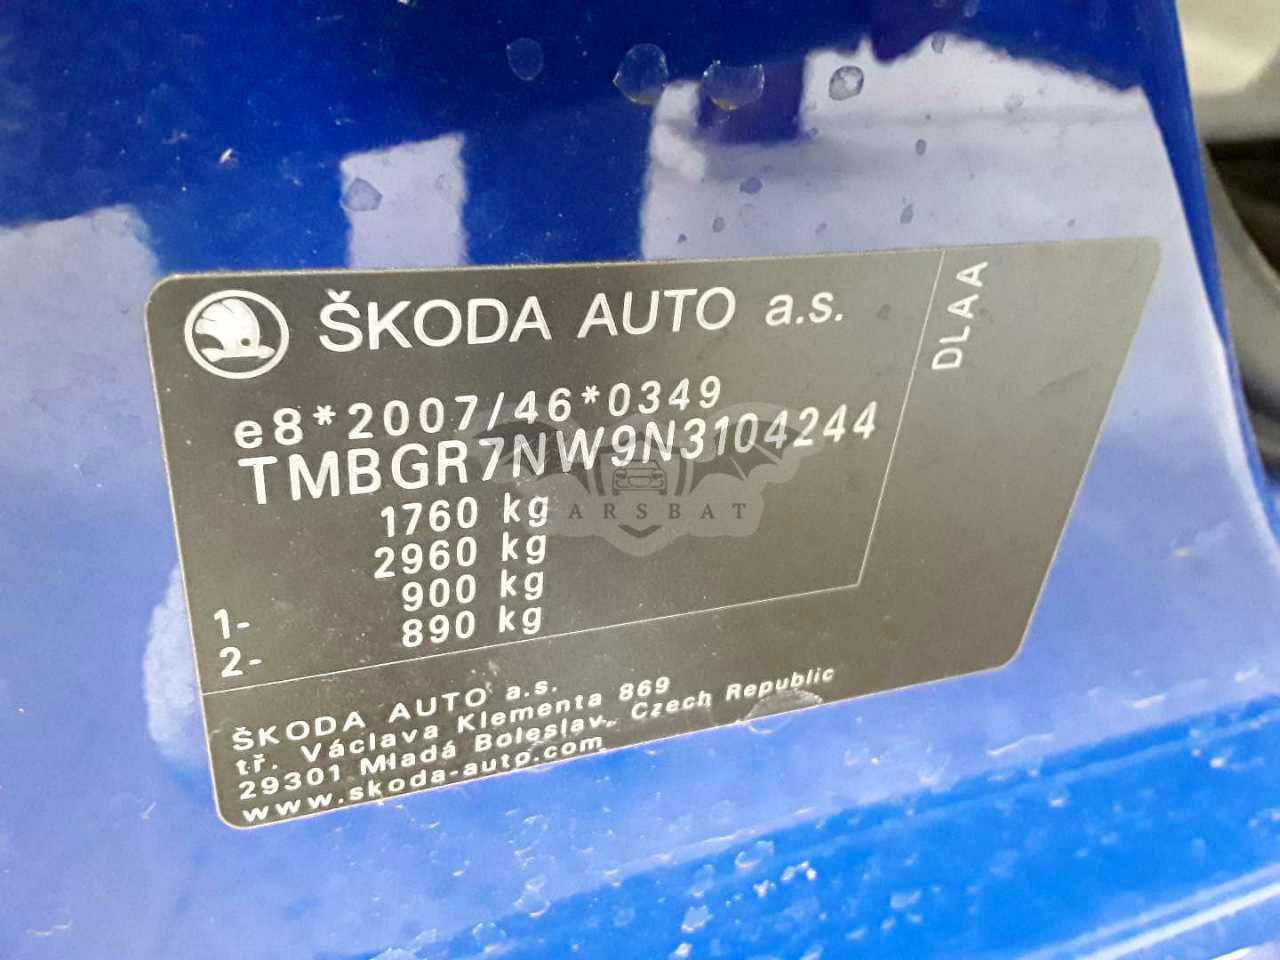 ŠKODA AUTO a.s.
DLAA
e8*2007/46*0349
TMBGR7NW9N3104244
1760 kg
2960 kg
1- 900 kg
2- 890 kg
ŠKODA AUTO a.s.
tř. Václava Klementa 869
29301 Mladá Boleslav, Czech Republic
www.skoda-auto.com
ARSBAT